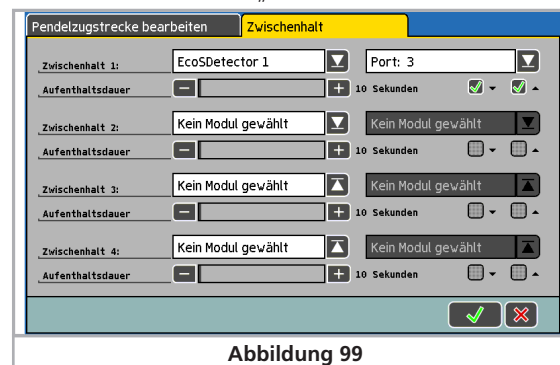 Pendelzugstrecke bearbeiten Zwischenhalt
Zwischenhalt 1: EcoSDetector 1 Port: 3
Aufenthaltsdauer 10 Sekunden
Zwischenhalt 2: Kein Modul gewählt Kein Modul gewählt
Aufenthaltsdauer 10 Sekunden
Zwischenhalt 3: Kein Modul gewählt Kein Modul gewählt
Aufenthaltsdauer 10 Sekunden
Zwischenhalt 4: Kein Modul gewählt Kein Modul gewählt
Aufenthaltsdauer 10 Sekunden
Abbildung 99